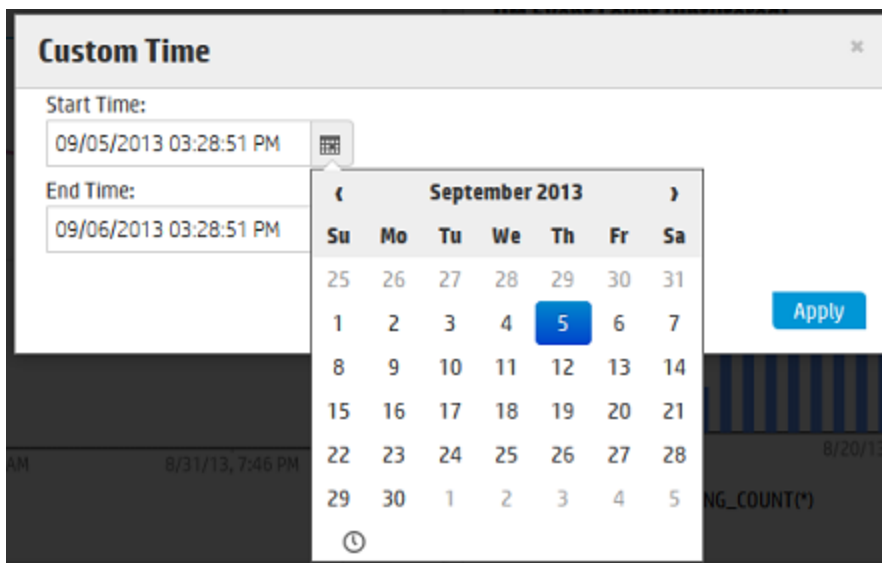 Custom Time
×
Start Time:
09/05/2013 03:28:51 PM
End Time:
09/06/2013 03:28:51 PM
‹ September 2013 ›
Su Mo Tu We Th Fr Sa
25 26 27 28 29 30 31
1 2 3 4 5 6 7
8 9 10 11 12 13 14
15 16 17 18 19 20 21
22 23 24 25 26 27 28
29 30 1 2 3 4 5
Apply
AM
8/31/13, 7:46 PM
8/20/13
NG_COUNT(*)